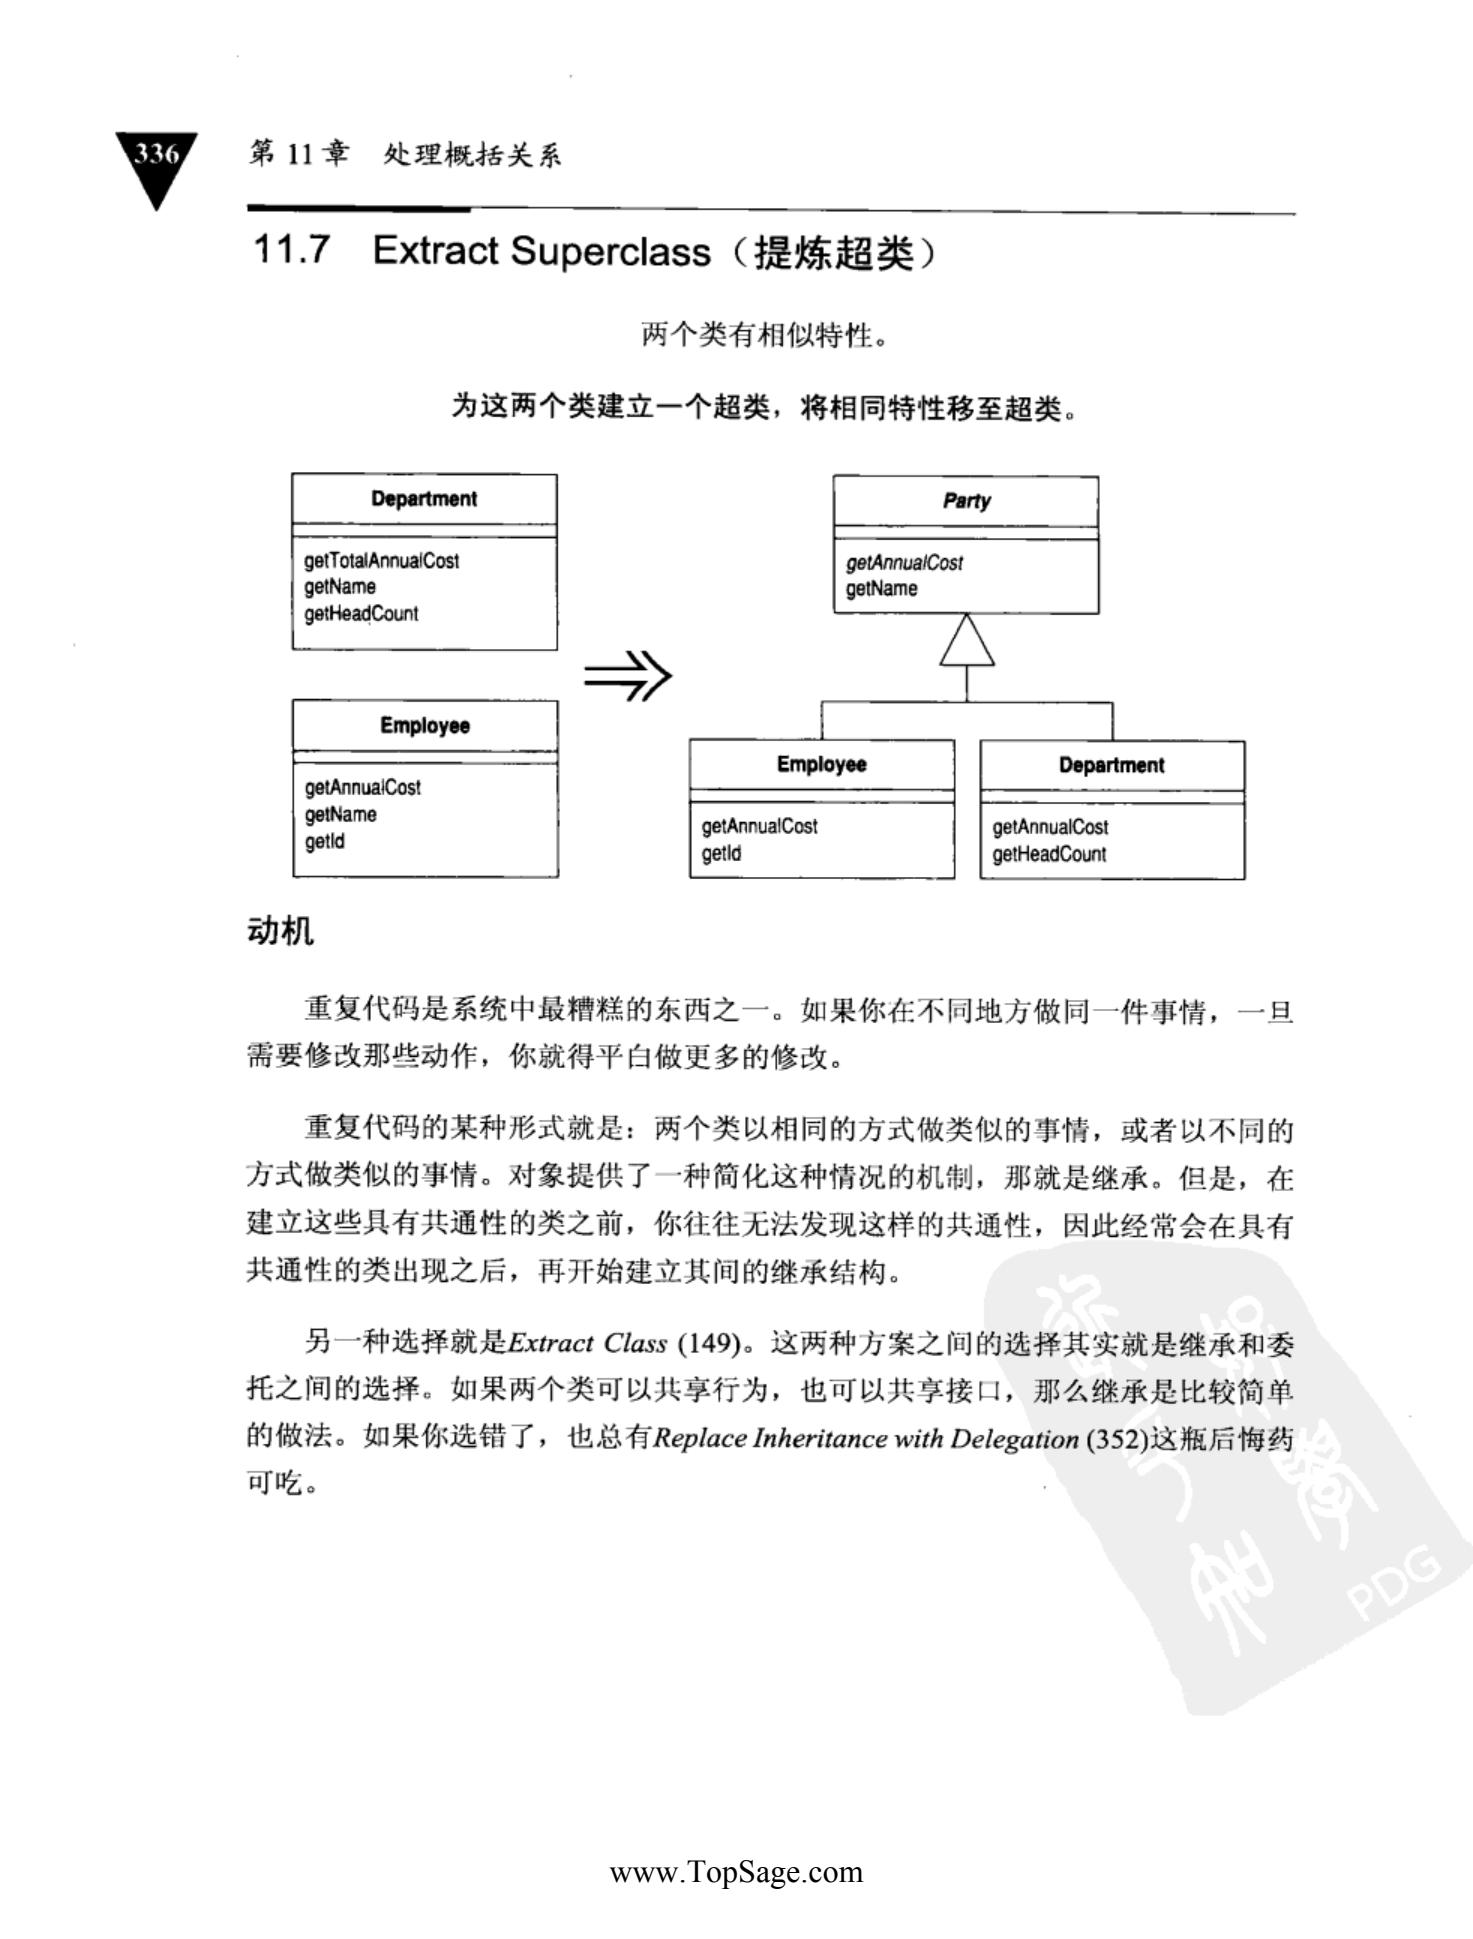 336
第 11 章 处理概括关系
11.7 Extract Superclass（提炼超类）
两个类有相似特性。
为这两个类建立一个超类，将相同特性移至超类。
Department
getTotalAnnualCost
getName
getHeadCount
Employee
getAnnualCost
getName
getId
Party
getAnnualCost
getName
Employee
getAnnualCost
getId
Department
getAnnualCost
getHeadCount
动机
重复代码是系统中最糟糕的东西之一。如果你在不同地方做同一件事情，一旦
需要修改那些动作，你就得平白做更多的修改。
重复代码的某种形式就是：两个类以相同的方式做类似的事情，或者以不同的
方式做类似的事情。对象提供了一种简化这种情况的机制，那就是继承。但是，在
建立这些具有共通性的类之前，你往往无法发现这样的共通性，因此经常会在具有
共通性的类出现之后，再开始建立其间的继承结构。
另一种选择就是Extract Class (149)。这两种方案之间的选择其实就是继承和委
托之间的选择。如果两个类可以共享行为，也可以共享接口，那么继承是比较简单
的做法。如果你选错了，也总有Replace Inheritance with Delegation (352)这瓶后悔药
可吃。
PDG
www.TopSage.com